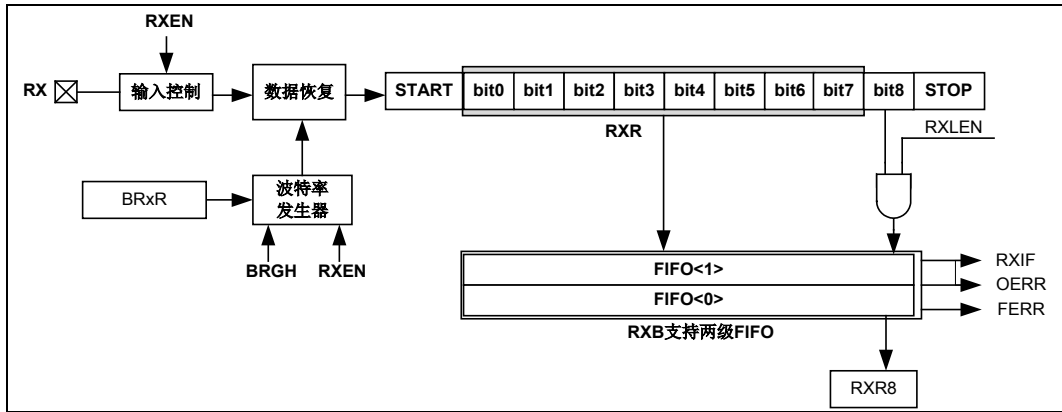 RXEN
RX
输入控制
数据恢复
START bit0 bit1 bit2 bit3 bit4 bit5 bit6 bit7 bit8 STOP
RXR
RXLEN
BRxR
波特率
发生器
BRGH RXEN
FIFO<1>
FIFO<0>
RXIF
OERR
FERR
RXB支持两级FIFO
RXR8